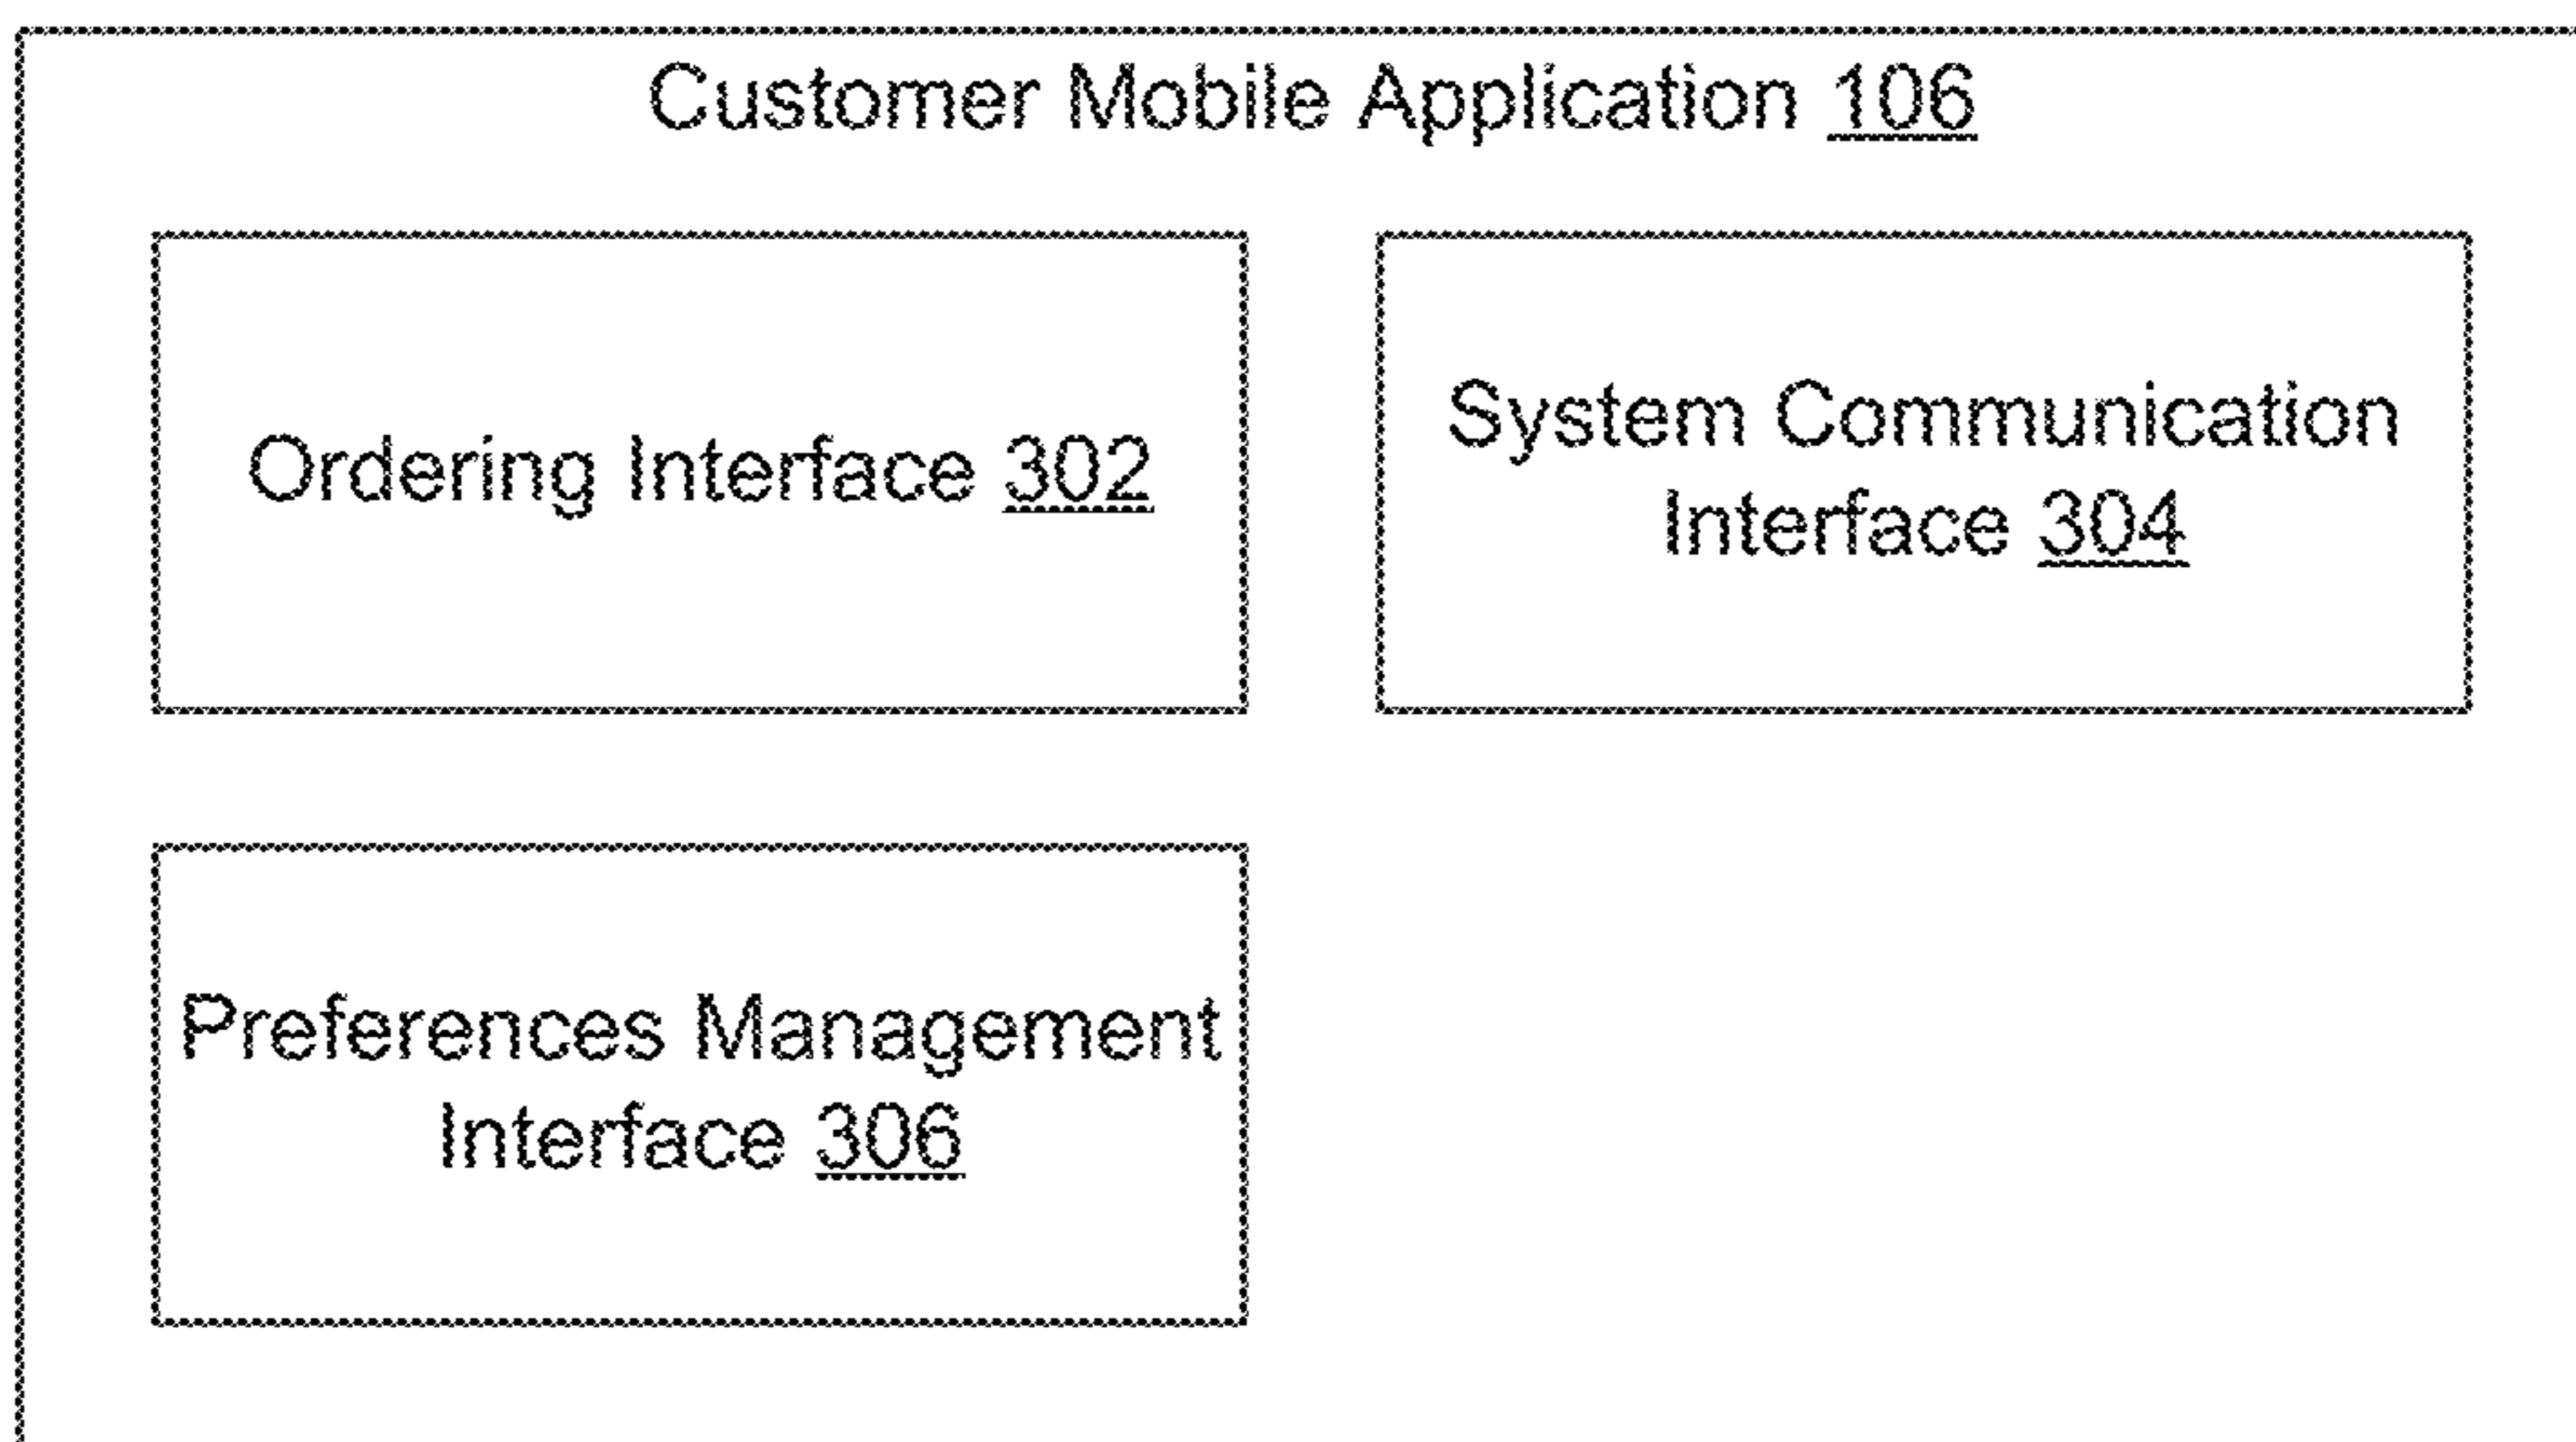 Customer Mobile Application 106
Ordering Interface 302
System Communication
Interface 304
Preferences Management
Interface 306